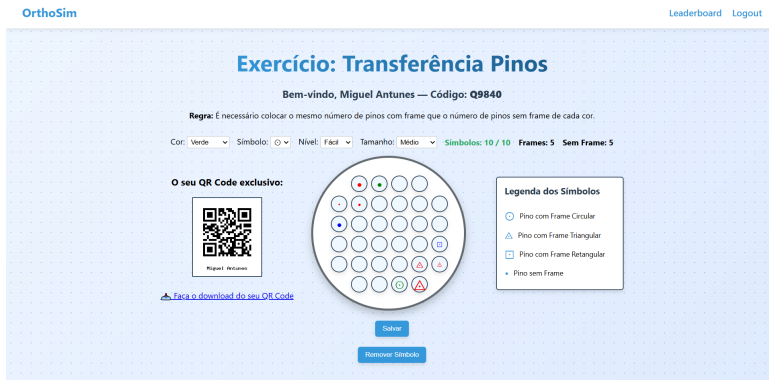 OrthoSim
Leaderboard Logout
Exercício: Transferência Pinos
Bem-vindo, Miguel Antunes — Código: Q9840
Regra: É necessário colocar o mesmo número de pinos com frame que o número de pinos sem frame de cada cor.
Cor: Verde Símbolo: ⊙ Nível: Fácil Tamanho: Médio Símbolos: 10 / 10 Frames: 5 Sem Frame: 5
O seu QR Code exclusivo:
Miguel Antunes
📥 Faça o download do seu QR Code
Legenda dos Símbolos
Pino com Frame Circular
Pino com Frame Triangular
Pino com Frame Retangular
Pino sem Frame
Salvar
Remover Símbolo